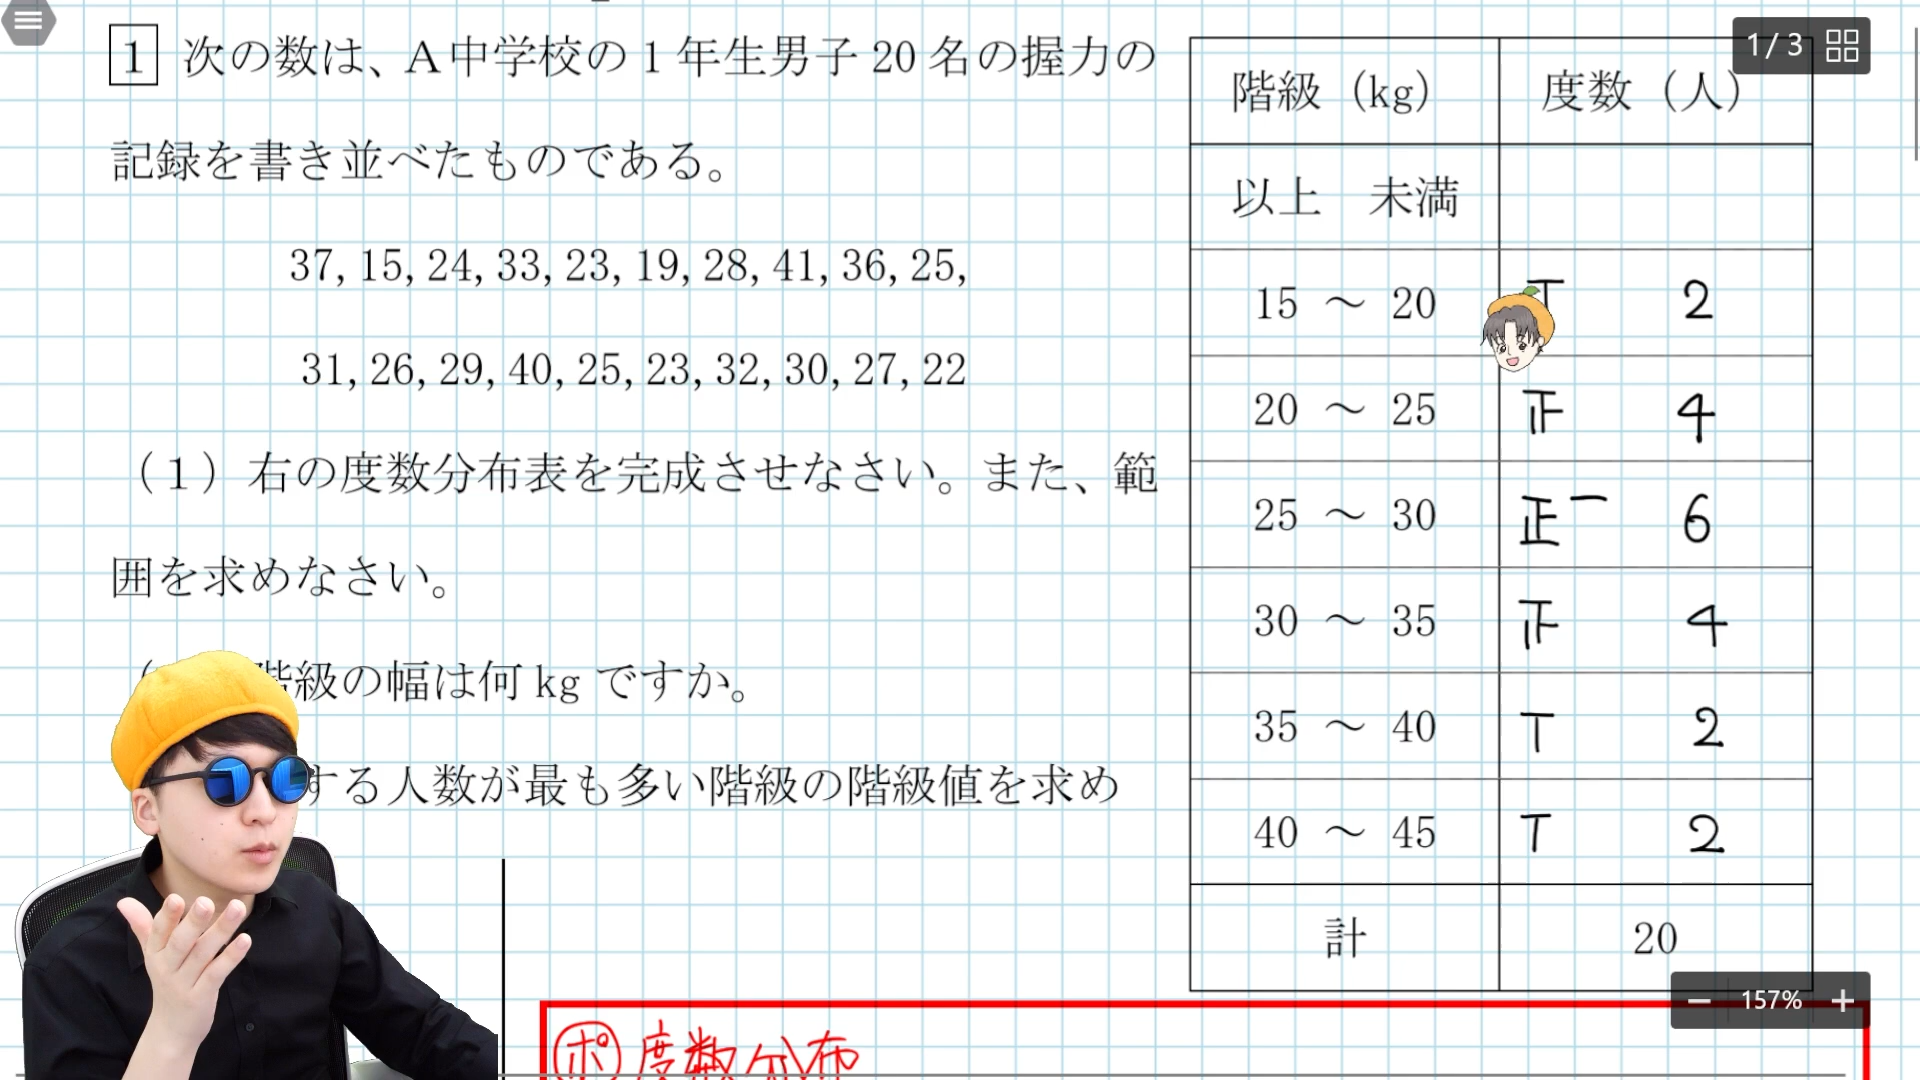 1 次の数は、A中学校の1年生男子20名の握力の
記録を書き並べたものである。
37, 15, 24, 33, 23, 19, 28, 41, 36, 25,
31, 26, 29, 40, 25, 23, 32, 30, 27, 22
（１）右の度数分布表を完成させなさい。また、範
囲を求めなさい。
階級の幅は何kgですか。
する人数が最も多い階級の階級値を求め
1 / 3
階級（kg） 度数（人）
以上 未満
15 ～ 20 2
20 ～ 25 正 4
25 ～ 30 正一 6
30 ～ 35 正 4
35 ～ 40 T 2
40 ～ 45 T 2
計 20
− 157% +
ポ 度数分布